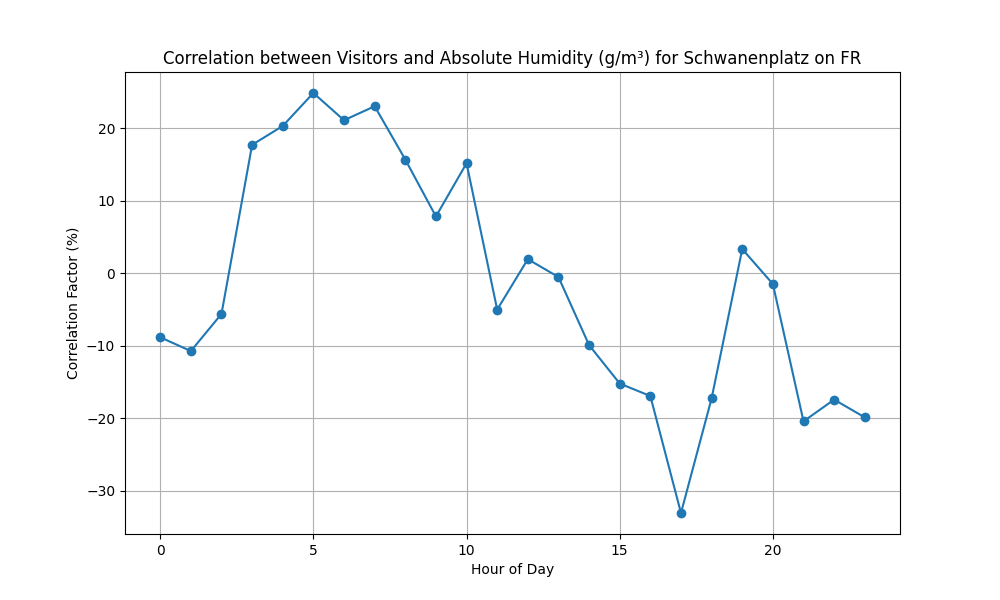 Correlation between Visitors and Absolute Humidity (g/m³) for Schwanenplatz on FR
Correlation Factor (%)
20
10
0
−10
−20
−30
0 5 10 15 20
Hour of Day